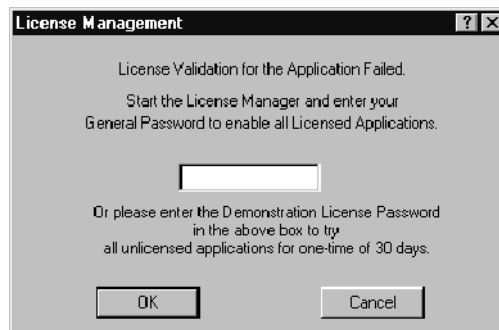 License Management
License Validation for the Application Failed.
Start the License Manager and enter your
General Password to enable all Licensed Applications.
Or please enter the Demonstration License Password
in the above box to try
all unlicensed applications for one-time of 30 days.
OK
Cancel